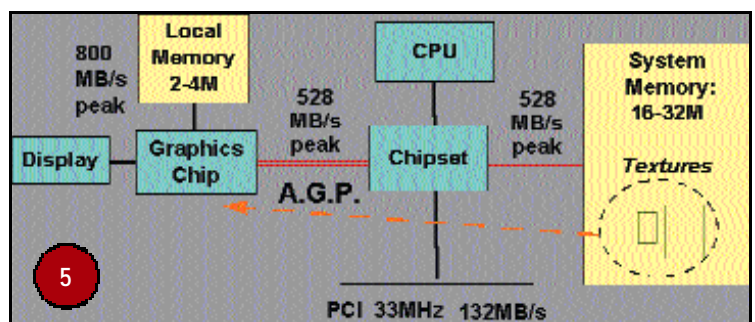 Local
Memory
2-4M
800
MB/s
peak
CPU
System
Memory:
16-32M
528
MB/s
peak
528
MB/s
peak
Display
Graphics
Chip
Chipset
Textures
A.G.P.
5
PCI 33MHz 132MB/s